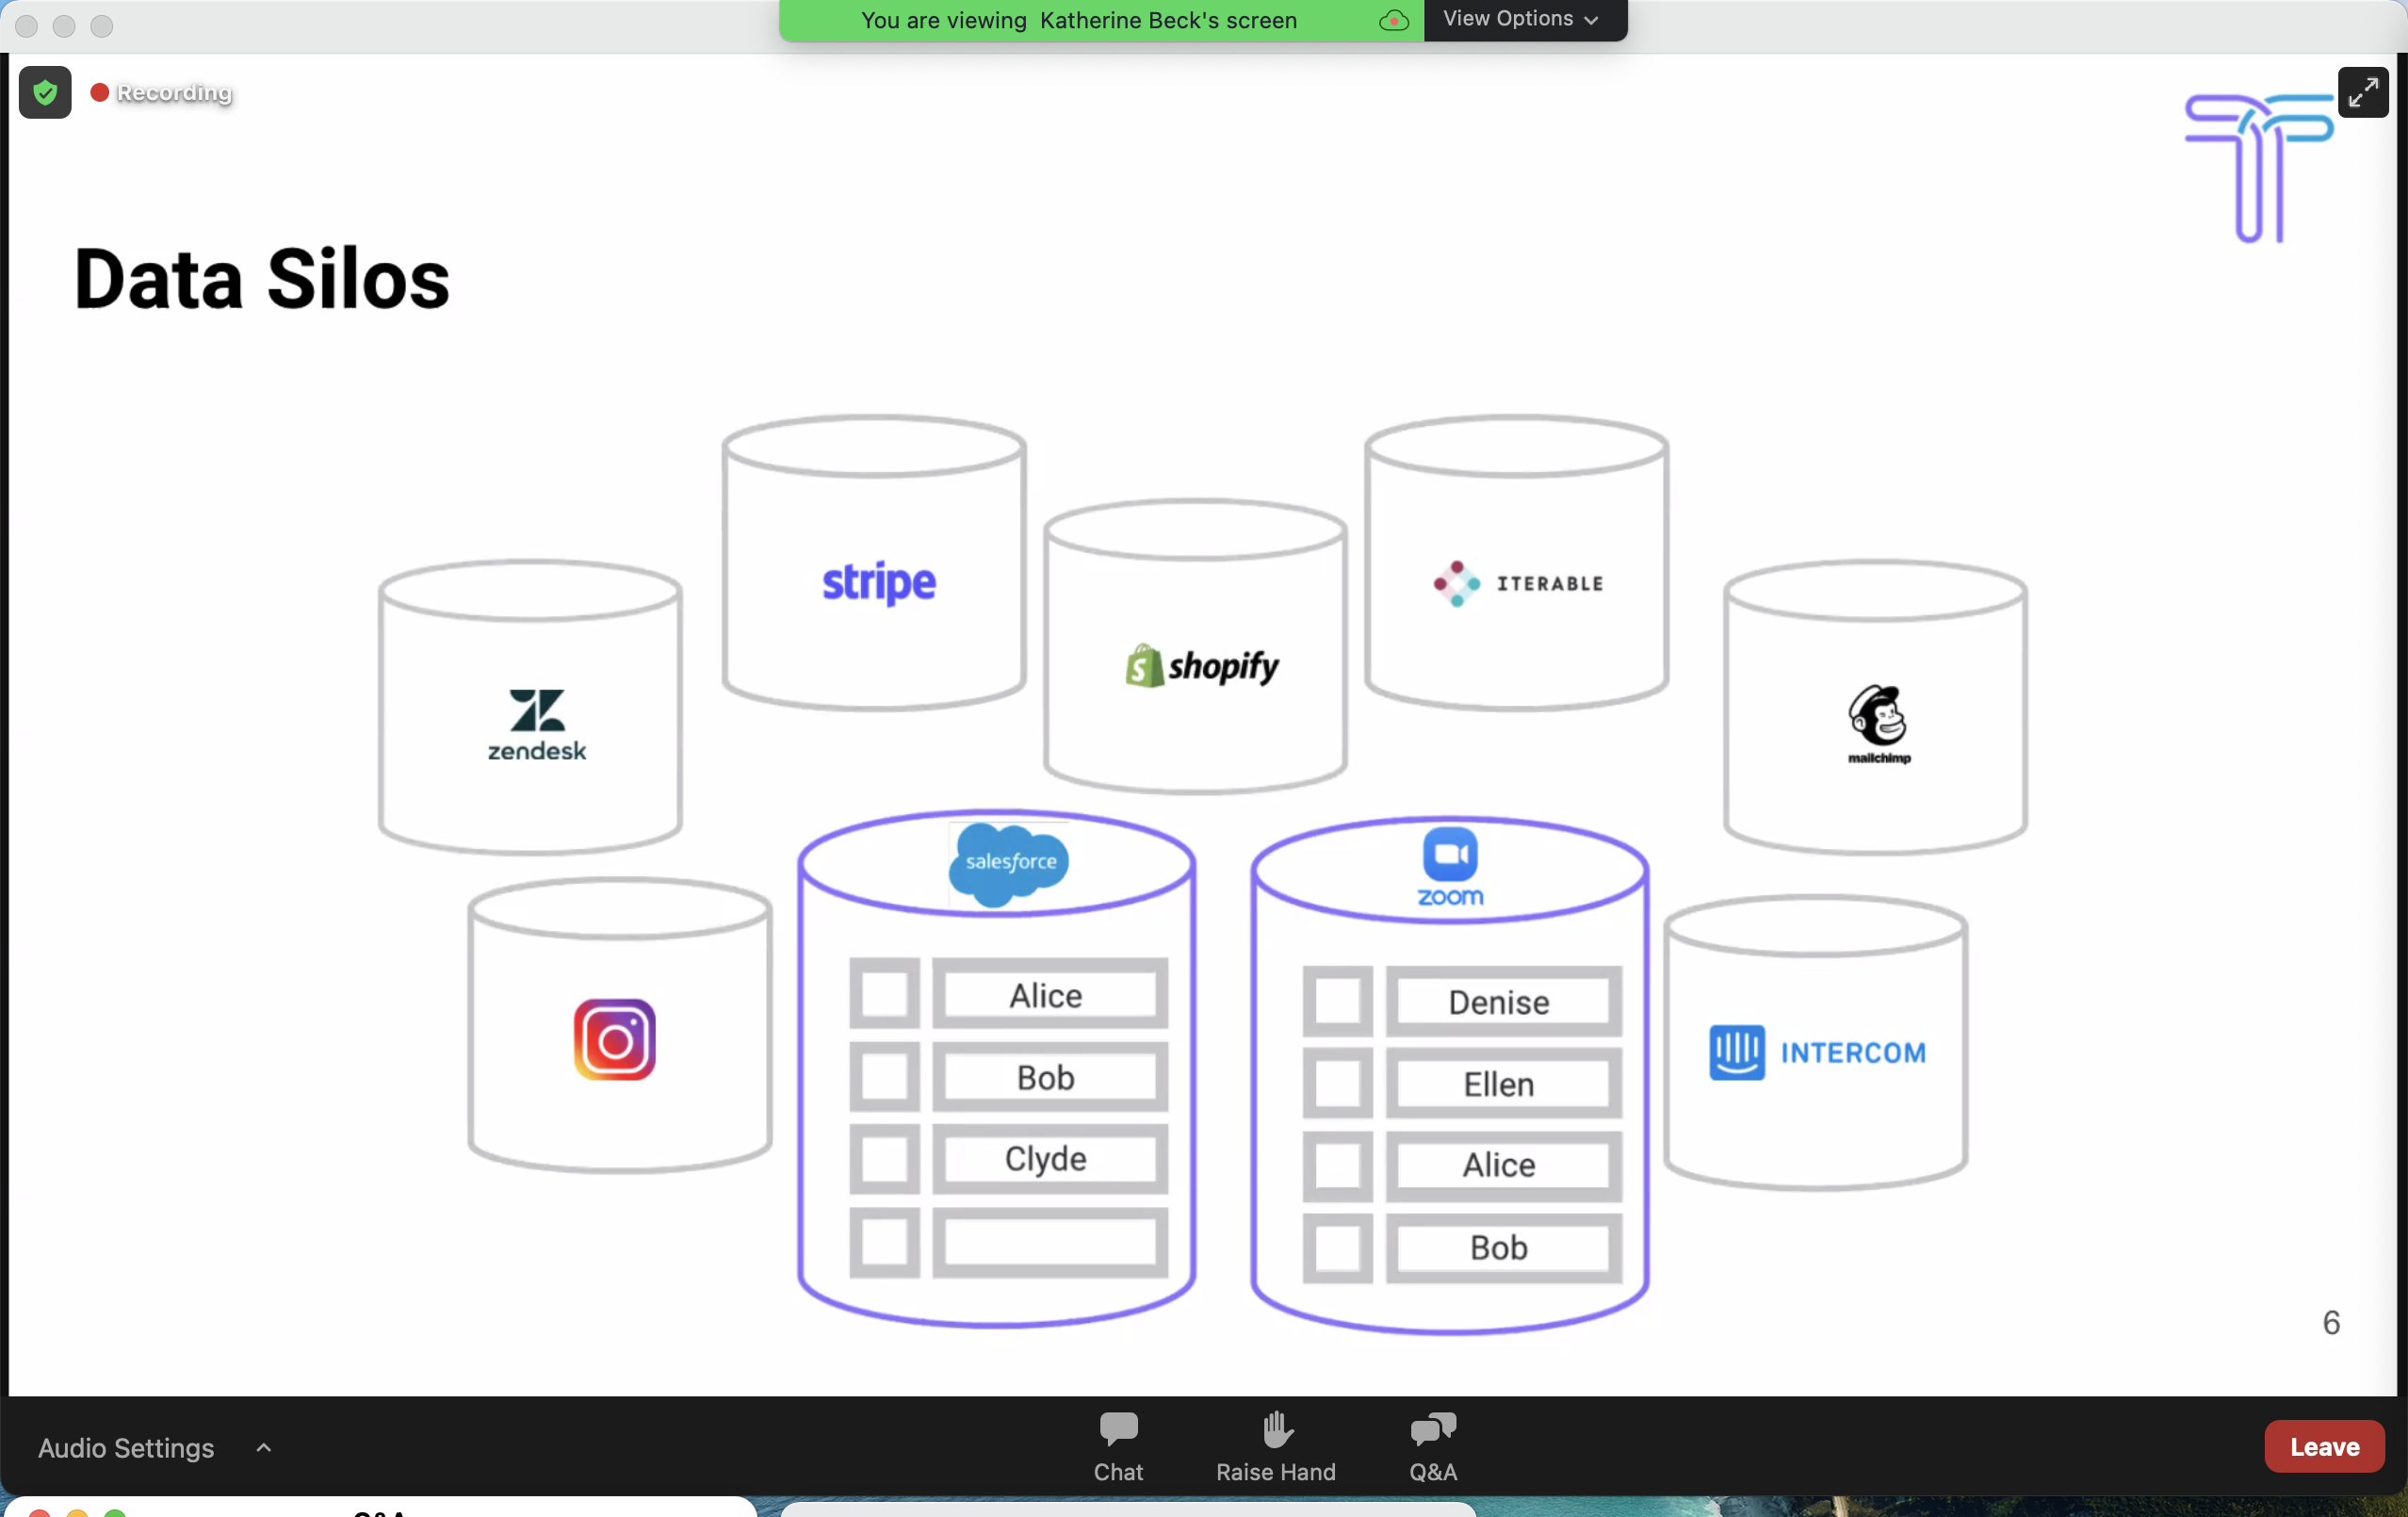 You are viewing Katherine Beck's screen
View Options
Recording
Data Silos
stripe
ITERABLE
shopify
zendesk
mailchimp
salesforce
zoom
Alice
Bob
Clyde
Denise
Ellen
Alice
Bob
INTERCOM
6
Audio Settings
Chat
Raise Hand
Q&A
Leave
Q&A